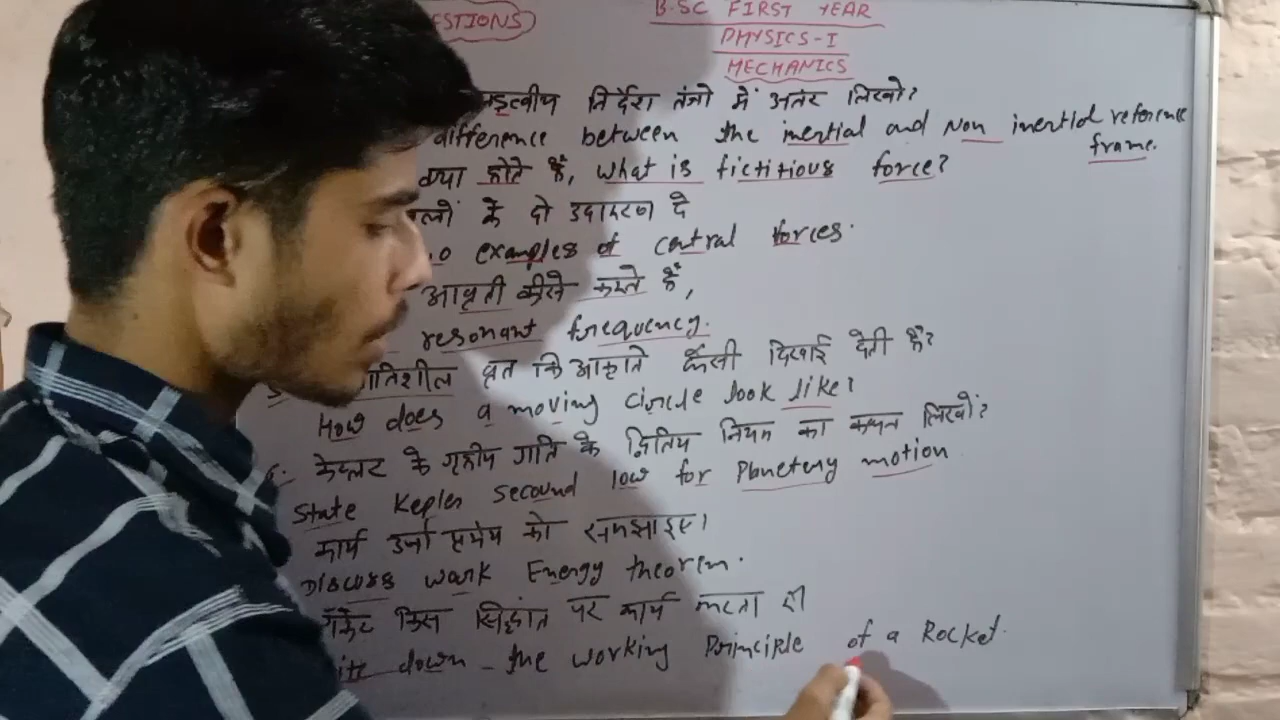 ESTIONS B.SC FIRST YEAR
PHYSICS-I
MECHANICS
निर्देश तंत्रो में अंतर लिखो?
difference between the inertial and Non inertial reference
frame.
क्या होते हैं, What is fictitious force?
के दो उदाहरण दे
examples of central forces.
आवृती कीसे कहते हैं,
resonant frequency.
गतिशील वृत कि आकृति कैसी दिखाई देती हैं?
How does a moving circle look like?
6. केप्लर के गृहीय गति के द्वितिय नियम का कथन लिखों?
State Kepler secound low for Planetery motion
कार्य उर्जा प्रमेय को समझाइए।
Discuss work Energy theorem.
किस सिद्धांत पर कार्य करता हैं
down the working Principle of a Rocket.